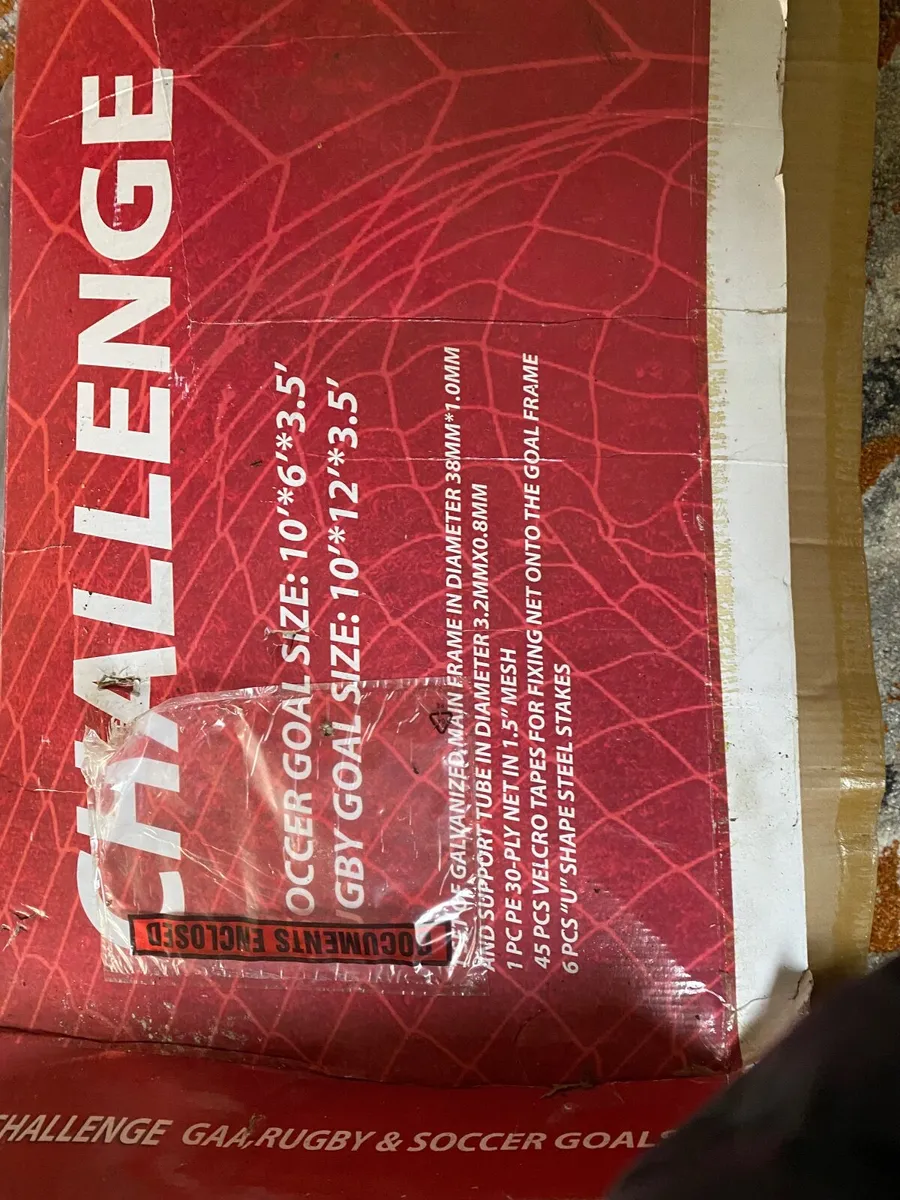 CHALLENGE
OCCER GOAL SIZE: 10'*6'*3.5'
UGBY GOAL SIZE: 10'*12'*3.5'
OF GALVANIZED MAIN FRAME IN DIAMETER 38MM*1.0MM
AND SUPPORT TUBE IN DIAMETER 3.2MMX0.8MM
1 PC PE 30-PLY NET IN 1.5" MESH
45 PCS VELCRO TAPES FOR FIXING NET ONTO THE GOAL FRAME
6 PCS "U" SHAPE STEEL STAKES
DOCUMENTS ENCLOSED
CHALLENGE GAA, RUGBY & SOCCER GOALS